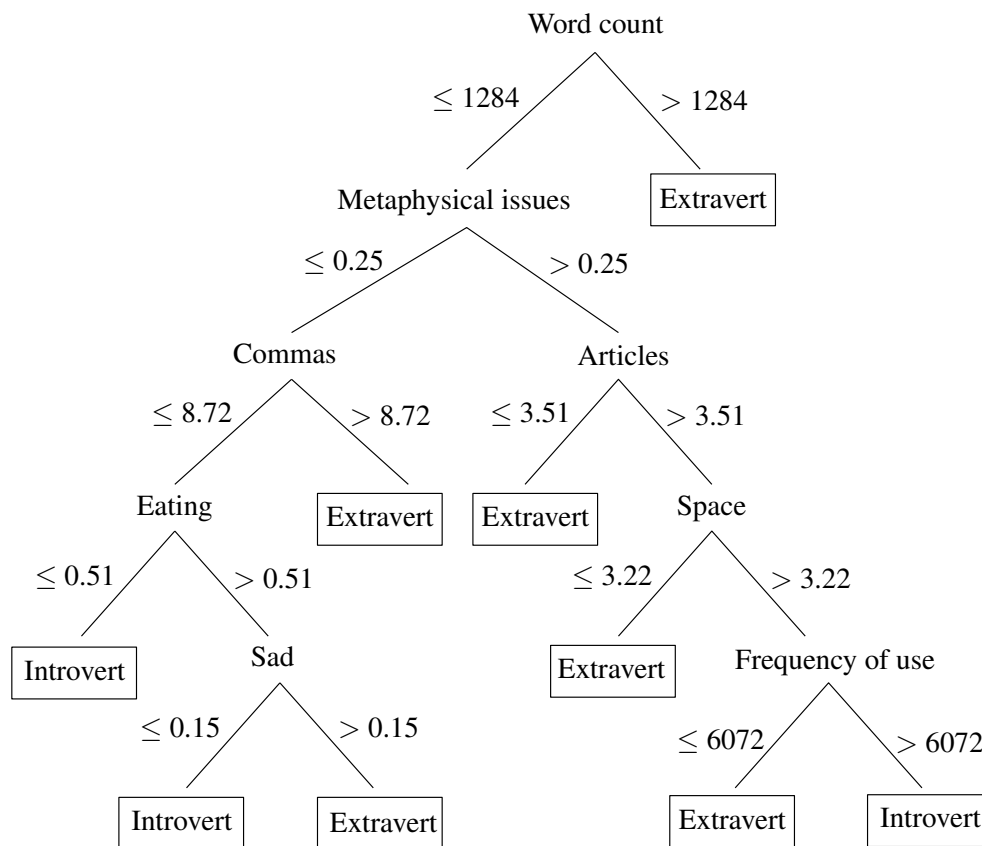 Word count
≤ 1284
> 1284
Metaphysical issues
Extravert
≤ 0.25
> 0.25
Commas
Articles
≤ 8.72
> 8.72
≤ 3.51
> 3.51
Eating
Extravert
Extravert
Space
≤ 0.51
> 0.51
≤ 3.22
> 3.22
Introvert
Sad
Extravert
Frequency of use
≤ 0.15
> 0.15
≤ 6072
> 6072
Introvert
Extravert
Extravert
Introvert